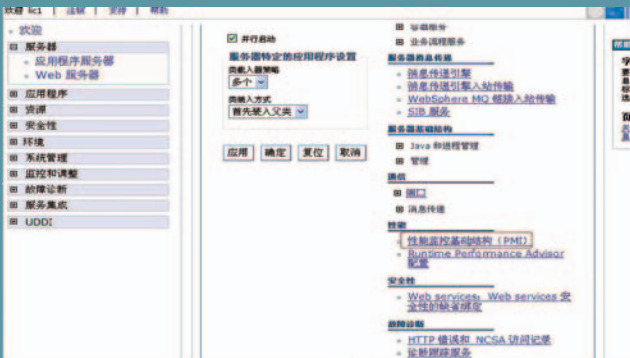 欢迎 lici | 注销 | 支持 | 帮助
欢迎
服务器
应用程序服务器
Web 服务器
应用程序
资源
安全性
环境
系统管理
监控和调整
故障诊断
服务集成
UDDI
并行启动
服务器特定的应用程序设置
类载入器策略
多个
类装入方式
首先装入父类
应用 确定 复位 取消
容器服务
业务流程服务
服务器消息传递
消息传递引擎
消息传递引擎入站传输
WebSphere MQ 链接入站传输
SIB 服务
服务器基础结构
Java 和进程管理
管理
通信
端口
消息传递
性能
性能监控基础结构（PMI）
Runtime Performance Advisor
配置
安全性
Web services: Web services 安
全性的缺省绑定
故障诊断
HTTP 错误和 NCSA 访问记录
诊断跟踪服务